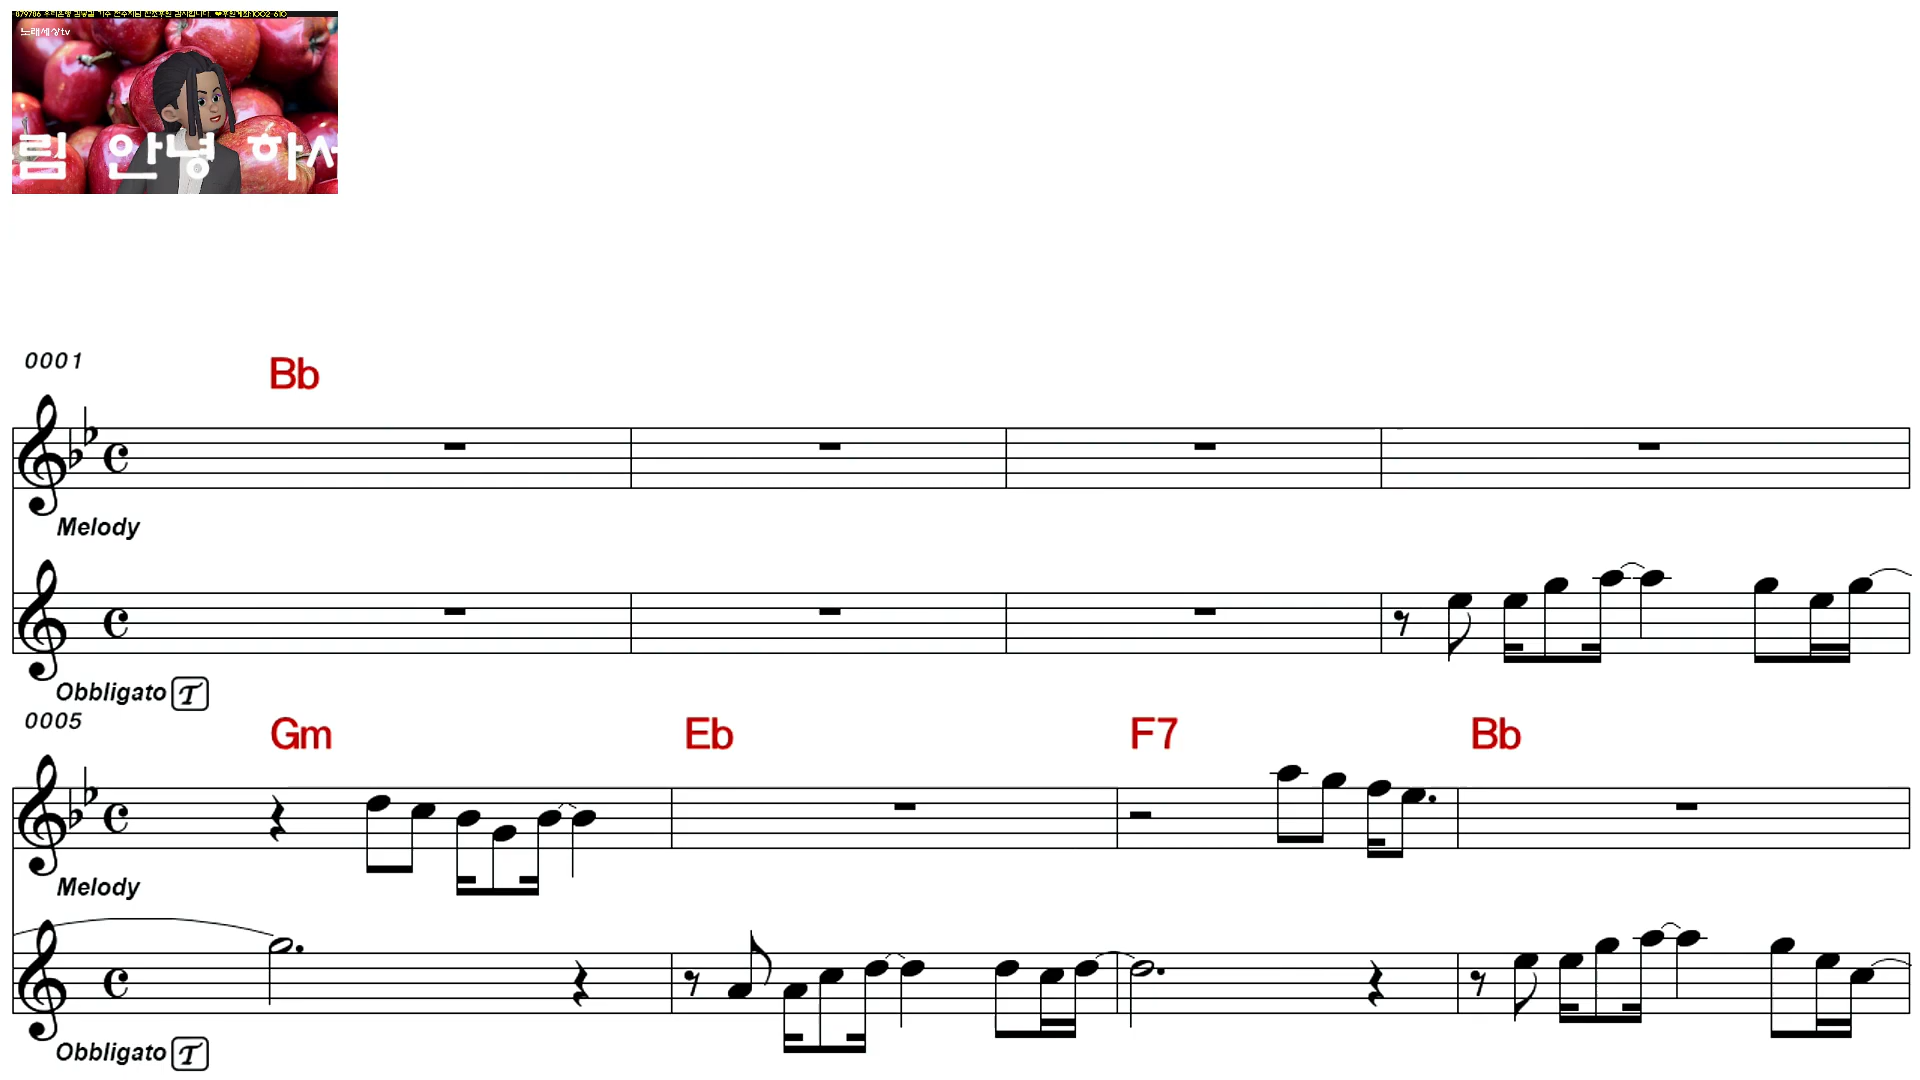 노래세상tv
림 안녕 하세
0001
Bb
Melody
Obbligato T
0005
Gm Eb F7 Bb
Melody
Obbligato T